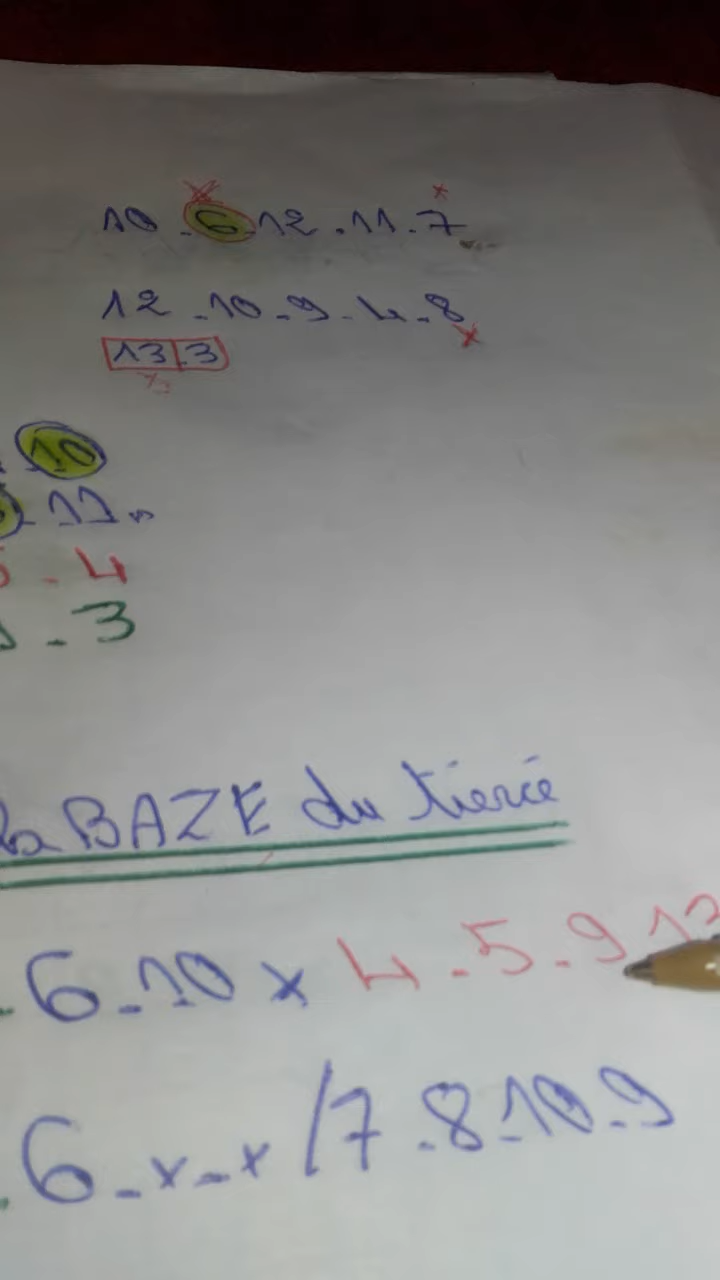 10 . 6 . 12 . 11 . 7
12 . 10 . 9 . 4 . 8
13 3
10
11
. 4
. 3
la BAZE du tiercé
. 6 . 10 x 4 . 5 . 9
. 6 - x - x / 7 . 8 . 10 . 9